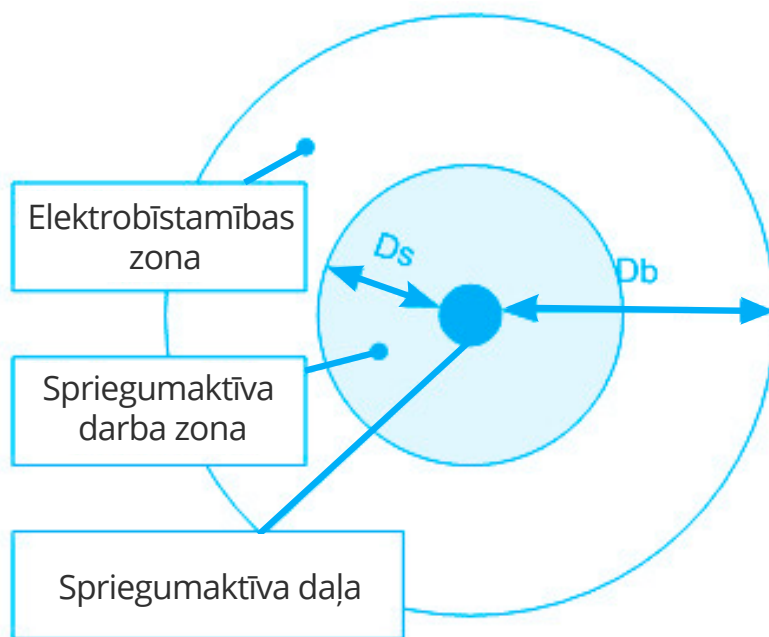 Elektrobīstamības
zona
Ds
Db
Spriegumaktīva
darba zona
Spriegumaktīva daļa